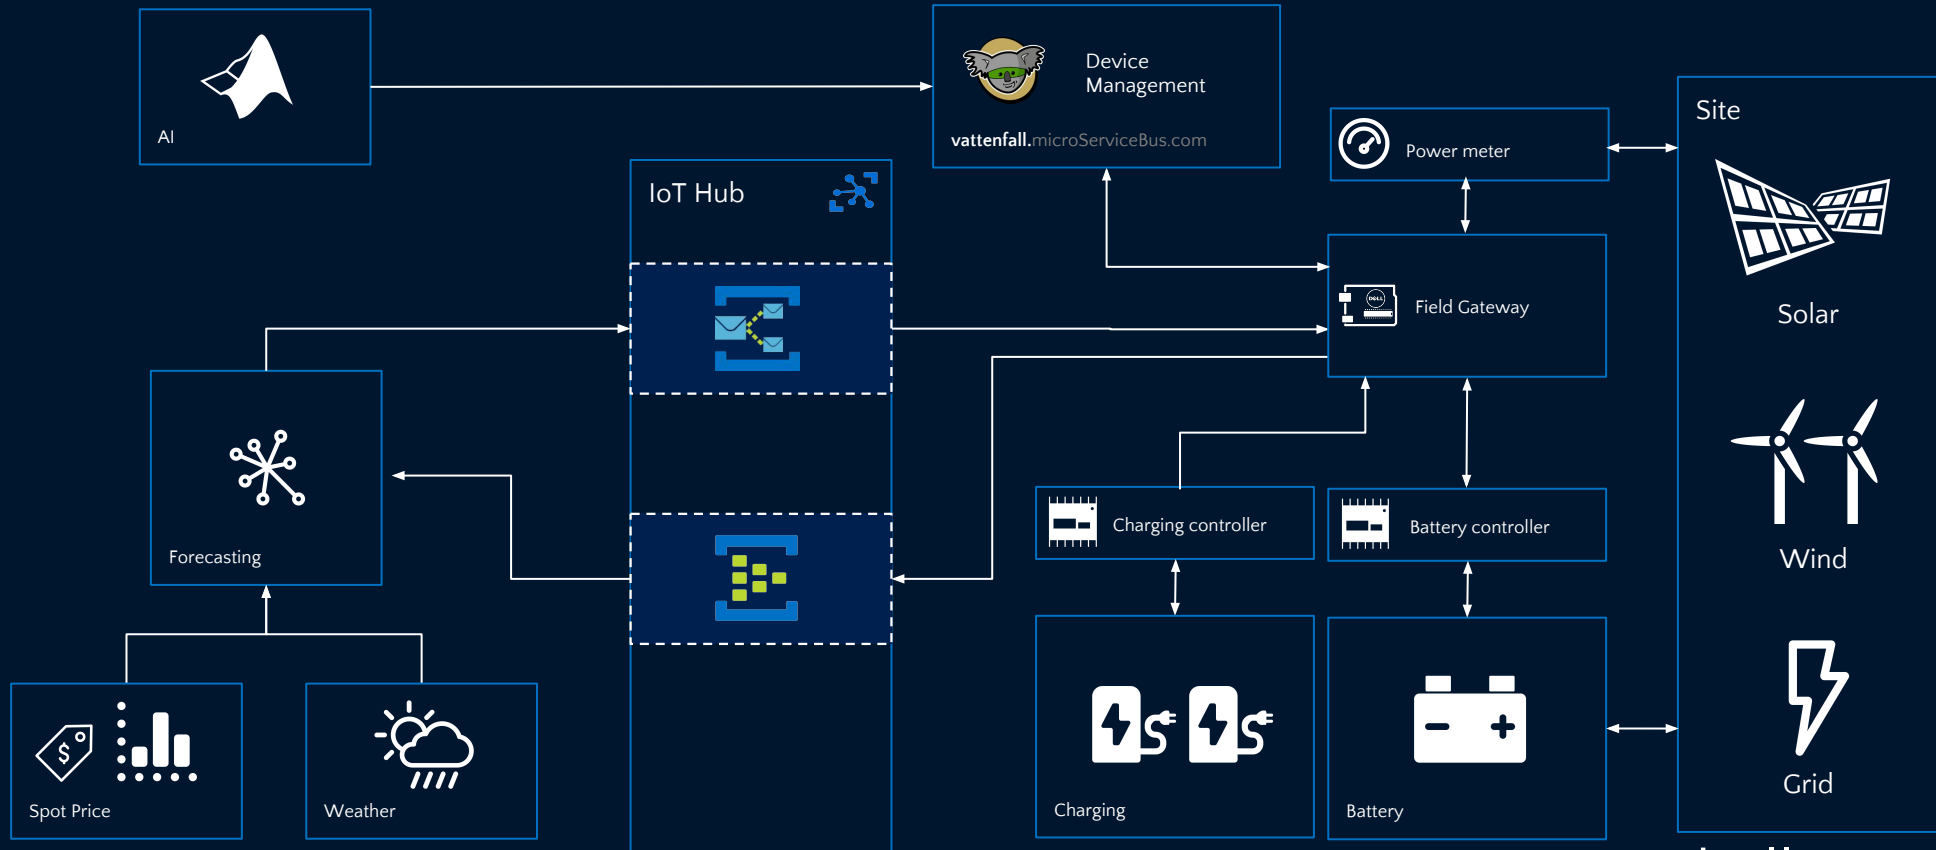 AI
Device
Management
vattenfall.microServiceBus.com
IoT Hub
Power meter
Site
Solar
DELL
Field Gateway
Wind
Charging controller
Battery controller
Forecasting
$
Spot Price
Weather
Charging
Battery
Grid